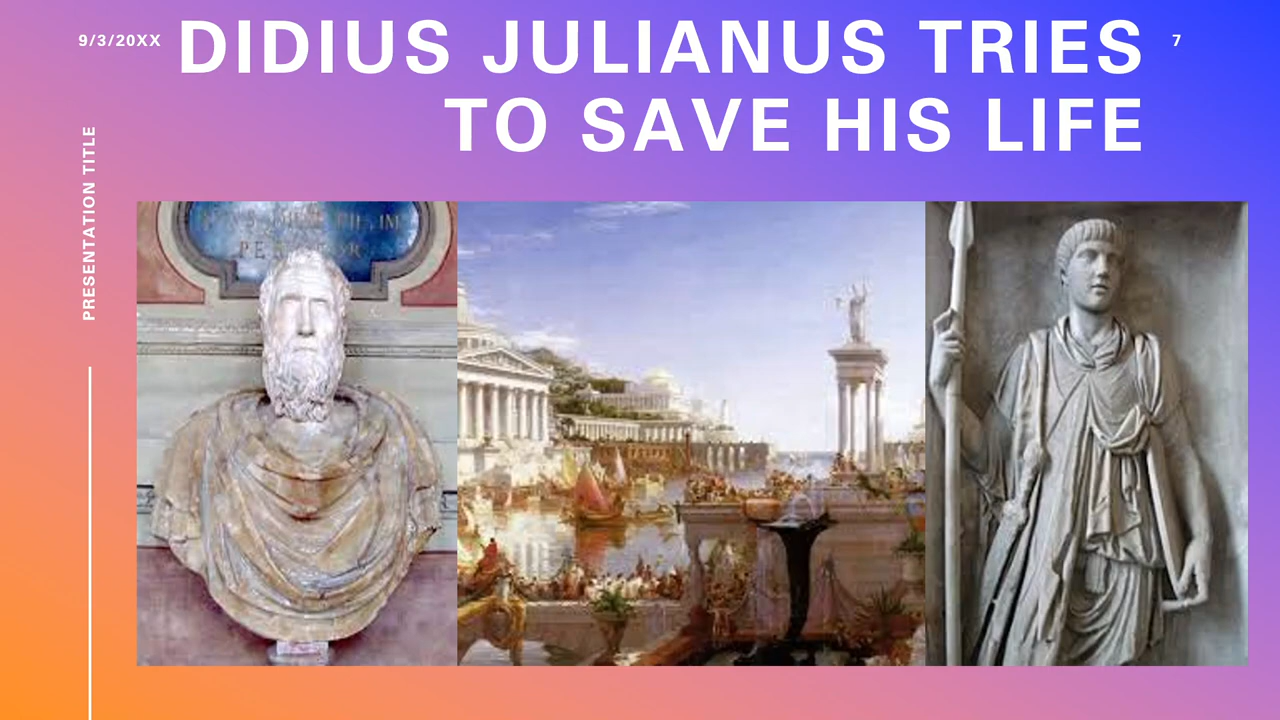 9/3/20XX
DIDIUS JULIANUS TRIES
TO SAVE HIS LIFE
7
PRESENTATION TITLE